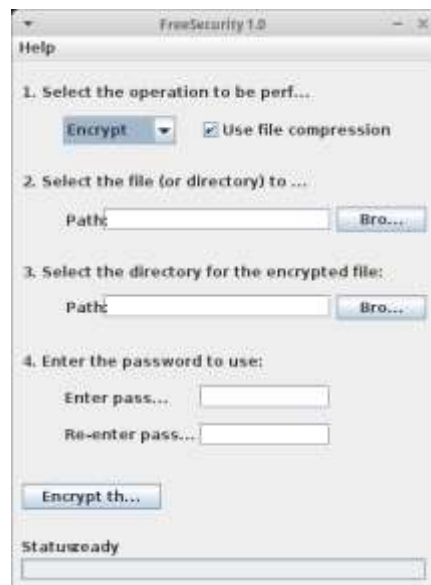 FreeSecurity 1.0
Help
1. Select the operation to be perf...
Encrypt Use file compression
2. Select the file (or directory) to ...
Path: Bro...
3. Select the directory for the encrypted file:
Path: Bro...
4. Enter the password to use:
Enter pass...
Re-enter pass...
Encrypt th...
Status: ready